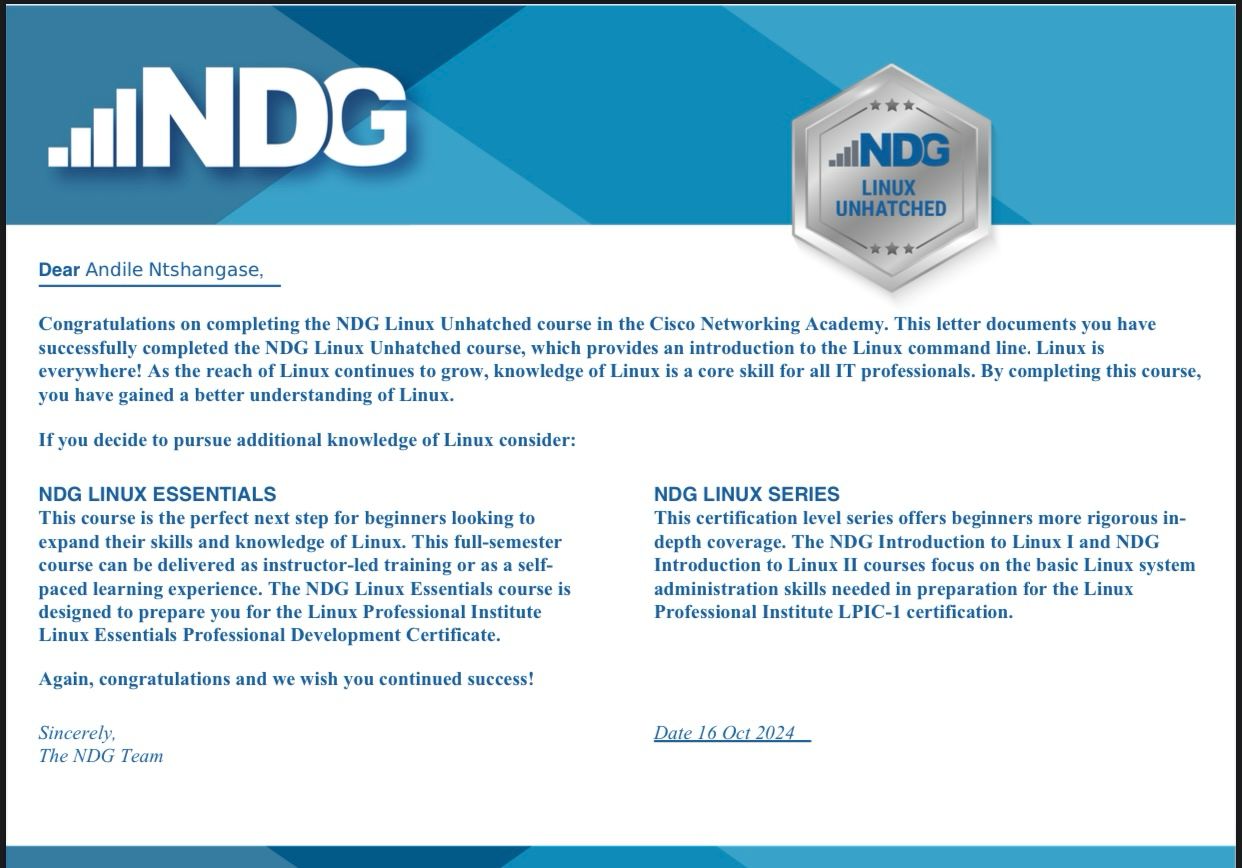 NDG
NDG
LINUX
UNHATCHED
Dear Andile Ntshangase,
Congratulations on completing the NDG Linux Unhatched course in the Cisco Networking Academy. This letter documents you have
successfully completed the NDG Linux Unhatched course, which provides an introduction to the Linux command line. Linux is
everywhere! As the reach of Linux continues to grow, knowledge of Linux is a core skill for all IT professionals. By completing this course,
you have gained a better understanding of Linux.
If you decide to pursue additional knowledge of Linux consider:
NDG LINUX ESSENTIALS
This course is the perfect next step for beginners looking to
expand their skills and knowledge of Linux. This full-semester
course can be delivered as instructor-led training or as a self-
paced learning experience. The NDG Linux Essentials course is
designed to prepare you for the Linux Professional Institute
Linux Essentials Professional Development Certificate.
NDG LINUX SERIES
This certification level series offers beginners more rigorous in-
depth coverage. The NDG Introduction to Linux I and NDG
Introduction to Linux II courses focus on the basic Linux system
administration skills needed in preparation for the Linux
Professional Institute LPIC-1 certification.
Again, congratulations and we wish you continued success!
Sincerely,
The NDG Team
Date 16 Oct 2024